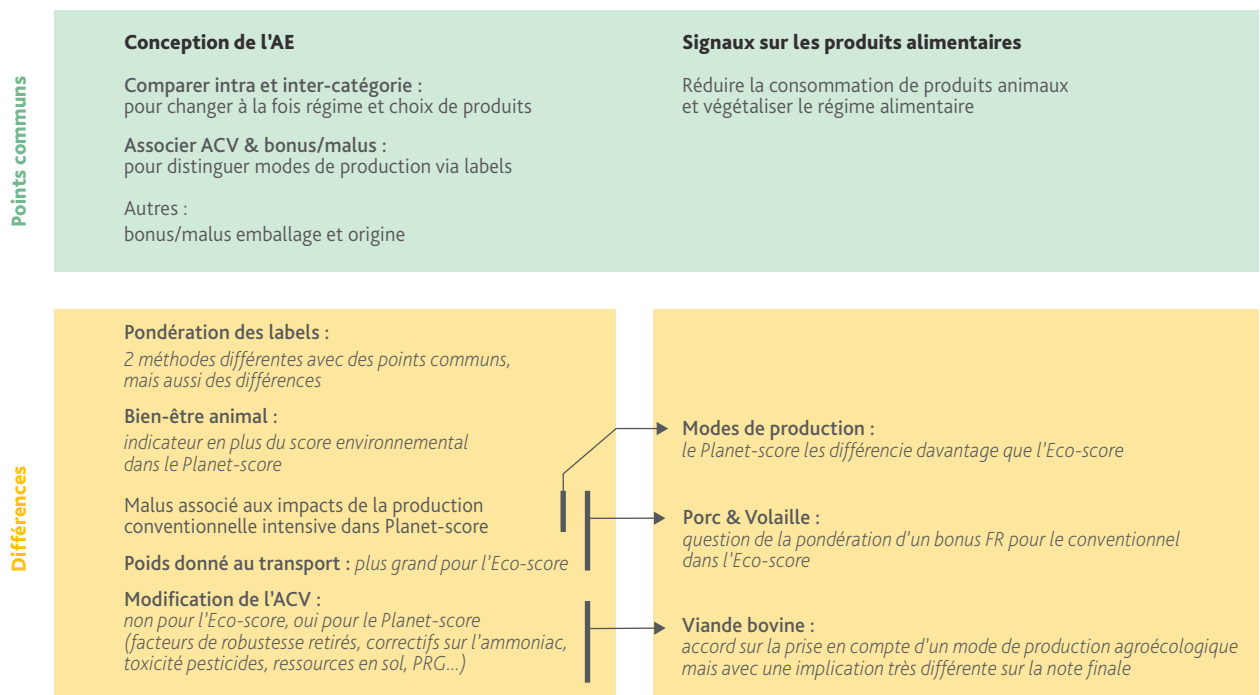 Points communs
Conception de l'AE
Comparer intra et inter-catégorie :
pour changer à la fois régime et choix de produits
Associer ACV & bonus/malus :
pour distinguer modes de production via labels
Autres :
bonus/malus emballage et origine
Signaux sur les produits alimentaires
Réduire la consommation de produits animaux
et végétaliser le régime alimentaire
Différences
Pondération des labels :
2 méthodes différentes avec des points communs,
mais aussi des différences
Bien-être animal :
indicateur en plus du score environnemental
dans le Planet-score
Malus associé aux impacts de la production
conventionnelle intensive dans Planet-score
Poids donné au transport : plus grand pour l'Eco-score
Modification de l'ACV :
non pour l'Eco-score, oui pour le Planet-score
(facteurs de robustesse retirés, correctifs sur l'ammoniac,
toxicité pesticides, ressources en sol, PRG...)
Modes de production :
le Planet-score les différencie davantage que l'Eco-score
Porc & Volaille :
question de la pondération d'un bonus FR pour le conventionnel
dans l'Eco-score
Viande bovine :
accord sur la prise en compte d'un mode de production agroécologique
mais avec une implication très différente sur la note finale